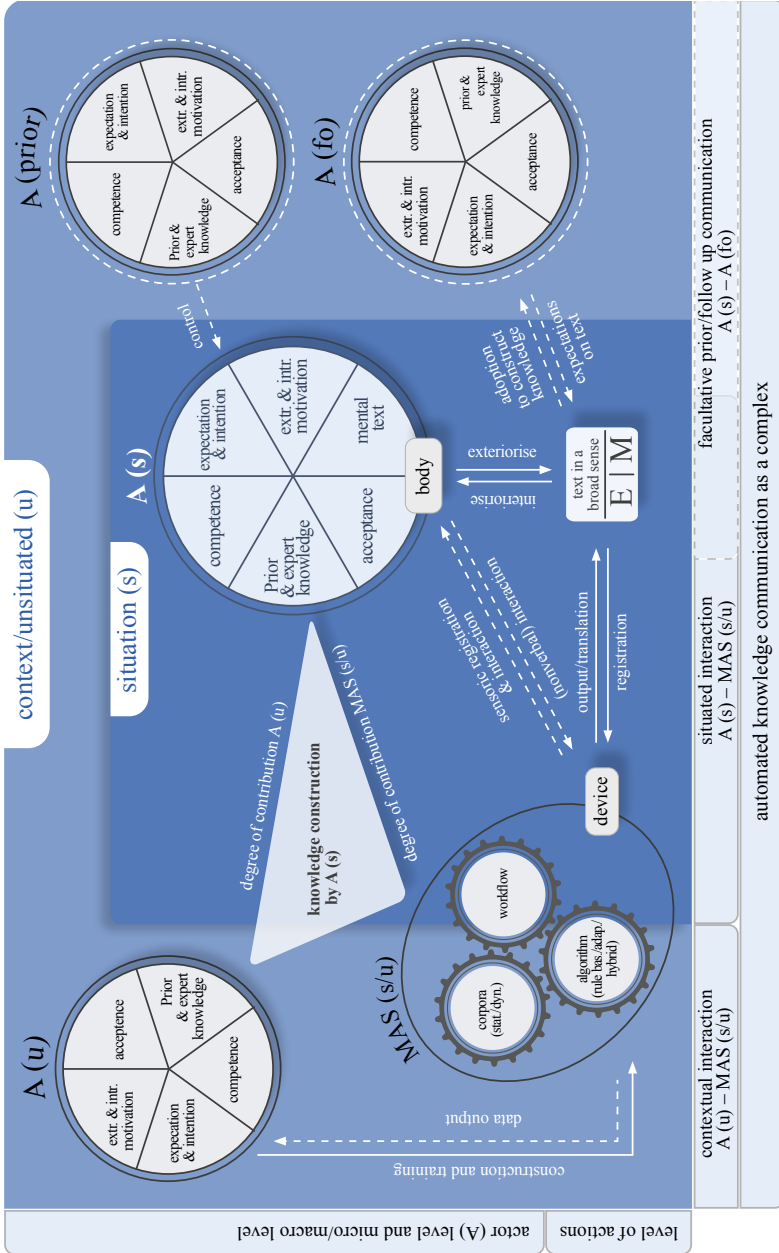 context/unsituated (u)
situation (s)
A (u)
extr. & intr.
motivation
acceptence
Prior
& expert
knowledge
competence
expecation
& intention
A (s)
competence
expectation
& intention
extr. & intr.
motivation
mental
text
acceptance
Prior
& expert
knowledge
body
A (prior)
competence
expectation
& intention
extr. & intr.
motivation
acceptance
Prior &
expert
knowledge
control
A (fo)
extr. & intr.
motivation
competence
prior &
expert
knowledge
acceptance
expectation
& intention
degree of contribution A (u)
knowledge construction
by A (s)
degree of contribution MAS (s/u)
MAS (s/u)
corpora
(stat./dyn.)
workflow
algorithm
(rule bas./adap./
hybrid)
device
data output
construction and training
sensoric registration
& interaction
(nonverbal) interaction
interiorise
exteriorise
adoption
to construct
knowledge
expectations
on text
output/translation
registration
text in a
broad sense
E | M
actor (A) level and micro/macro level
level of actions
contextual interaction
A (u) – MAS (s/u)
situated interaction
A (s) – MAS (s/u)
facultative prior/follow up communication
A (s) – A (fo)
automated knowledge communication as a complex